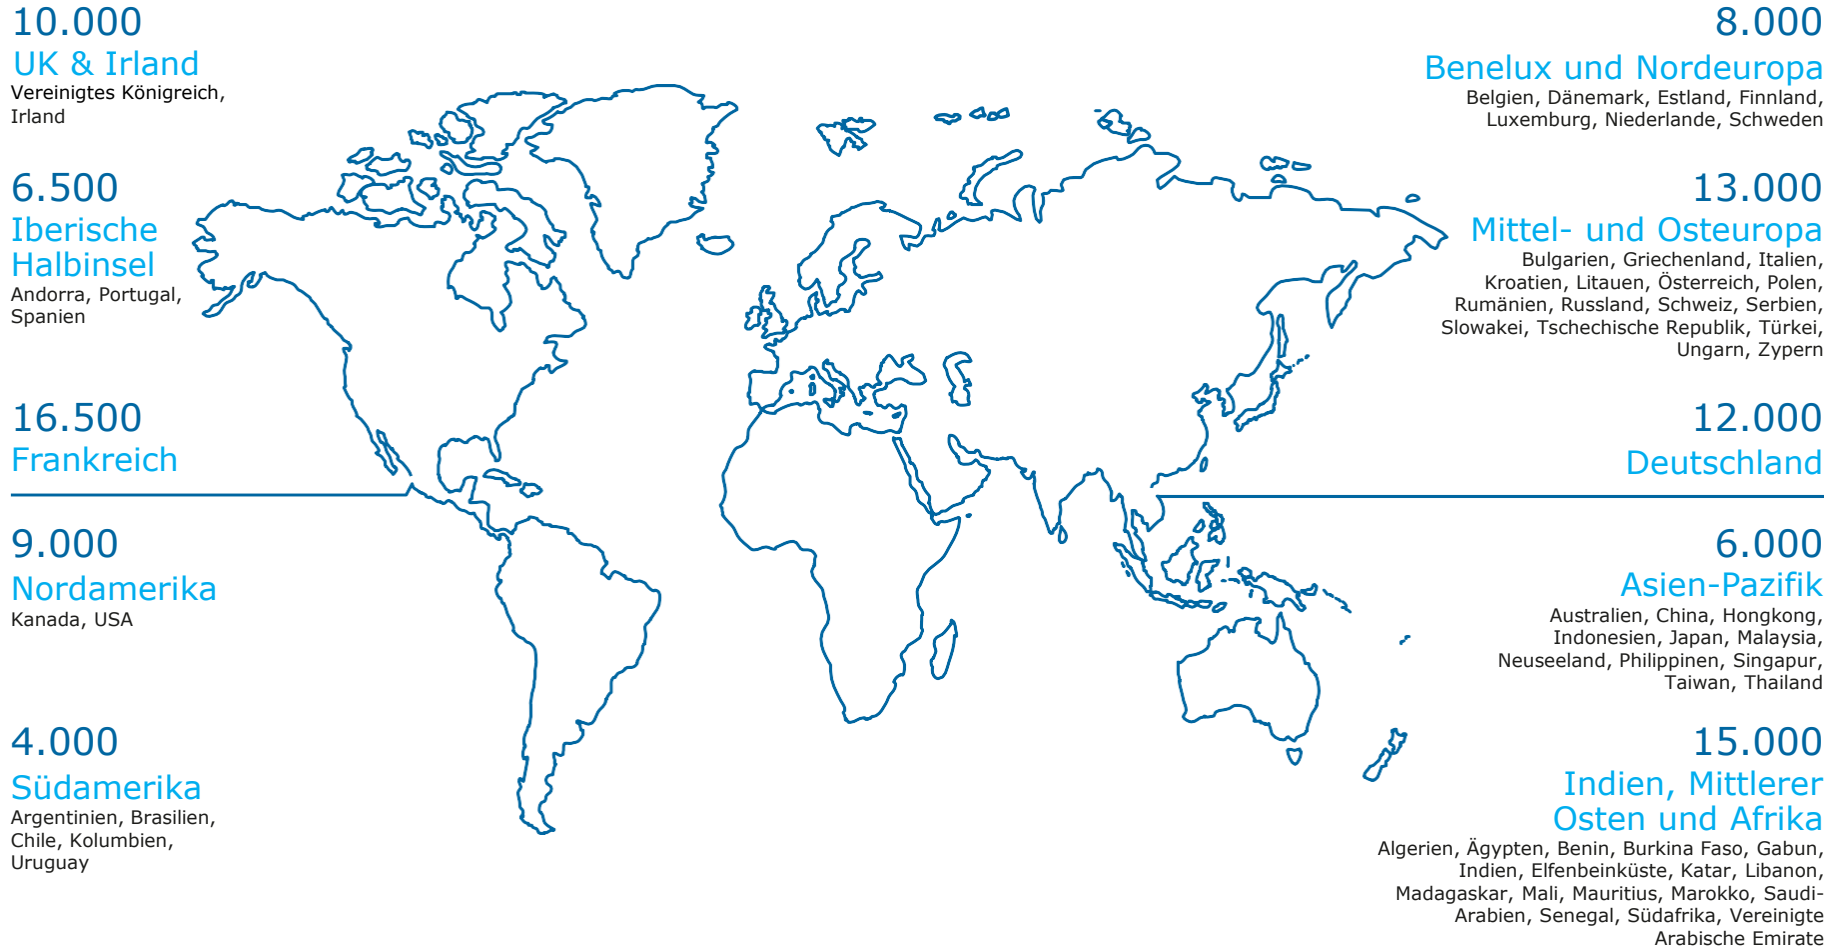 10.000
UK & Irland
Vereinigtes Königreich,
Irland
6.500
Iberische
Halbinsel
Andorra, Portugal,
Spanien
16.500
Frankreich
9.000
Nordamerika
Kanada, USA
4.000
Südamerika
Argentinien, Brasilien,
Chile, Kolumbien,
Uruguay
8.000
Benelux und Nordeuropa
Belgien, Dänemark, Estland, Finnland,
Luxemburg, Niederlande, Schweden
13.000
Mittel- und Osteuropa
Bulgarien, Griechenland, Italien,
Kroatien, Litauen, Österreich, Polen,
Rumänien, Russland, Schweiz, Serbien,
Slowakei, Tschechische Republik, Türkei,
Ungarn, Zypern
12.000
Deutschland
6.000
Asien-Pazifik
Australien, China, Hongkong,
Indonesien, Japan, Malaysia,
Neuseeland, Philippinen, Singapur,
Taiwan, Thailand
15.000
Indien, Mittlerer
Osten und Afrika
Algerien, Ägypten, Benin, Burkina Faso, Gabun,
Indien, Elfenbeinküste, Katar, Libanon,
Madagaskar, Mali, Mauritius, Marokko, Saudi-
Arabien, Senegal, Südafrika, Vereinigte
Arabische Emirate